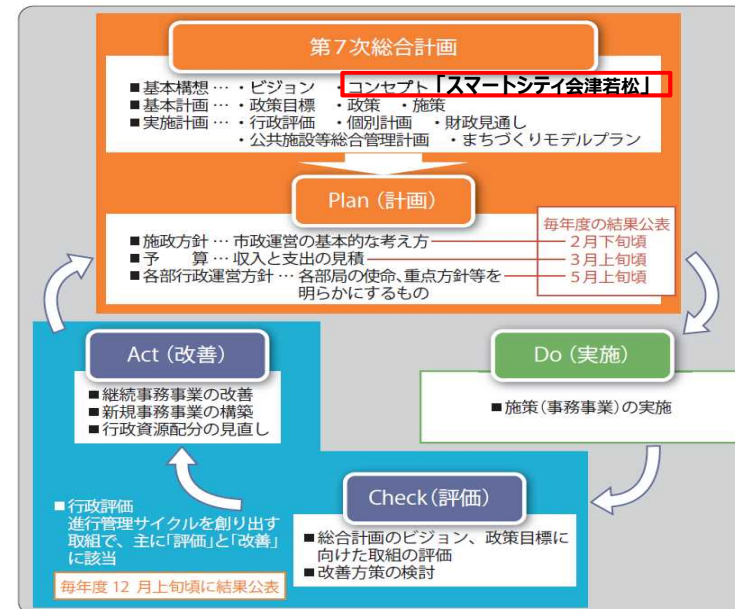 第7次総合計画
■基本構想… ・ビジョン ・コンセプト「スマートシティ会津若松」
■基本計画… ・政策目標 ・政策 ・施策
■実施計画… ・行政評価 ・個別計画 ・財政見通し
・公共施設等総合管理計画 ・まちづくりモデルプラン
Plan（計画）
毎年度の結果公表
■施政方針… 市政運営の基本的な考え方 2月下旬頃
■予　算… 収入と支出の見積 3月上旬頃
■各部行政運営方針… 各部局の使命、重点方針等を 5月上旬頃
明らかにするもの
Act（改善）
■継続事務事業の改善
■新規事務事業の構築
■行政資源配分の見直し
Do（実施）
■施策（事務事業）の実施
Check（評価）
■総合計画のビジョン、政策目標に
向けた取組の評価
■改善方策の検討
■行政評価
進行管理サイクルを創り出す
取組で、主に「評価」と「改善」
に該当
毎年度 12 月上旬頃に結果公表